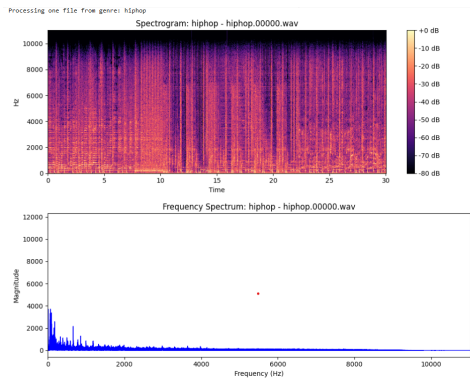 Processing one file from genre: hiphop
Spectrogram: hiphop - hiphop.00000.wav
+0 dB
10000
-10 dB
8000
-20 dB
-30 dB
6000
Hz
-40 dB
4000
-50 dB
-60 dB
2000
-70 dB
0
-80 dB
0 5 10 15 20 25 30
Time
Frequency Spectrum: hiphop - hiphop.00000.wav
12000
10000
8000
Magnitude
6000
4000
2000
0
0 2000 4000 6000 8000 10000
Frequency (Hz)